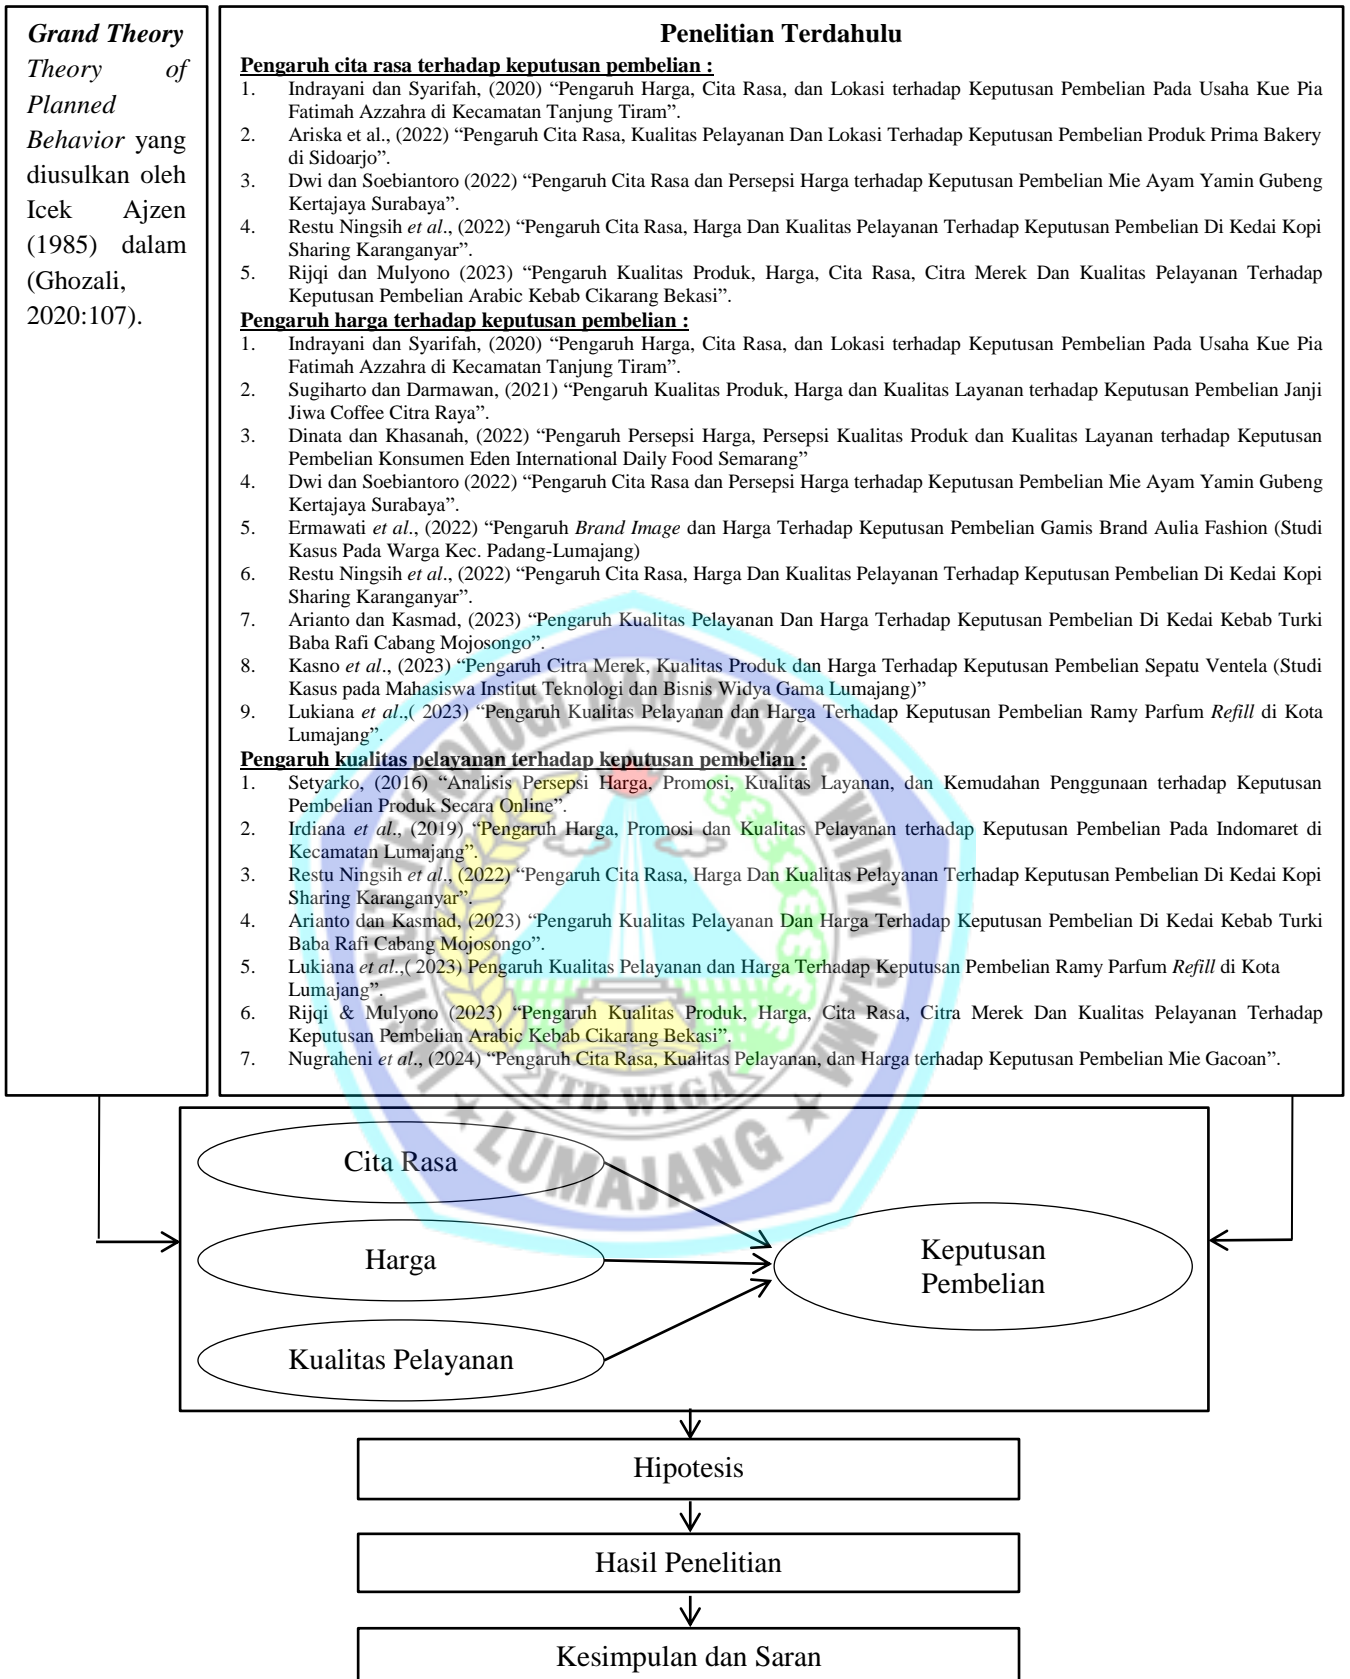 Grand Theory
Theory of
Planned
Behavior yang
diusulkan oleh
Icek Ajzen
(1985) dalam
(Ghozali,
2020:107).
Penelitian Terdahulu
Pengaruh cita rasa terhadap keputusan pembelian :
1. Indrayani dan Syarifah, (2020) “Pengaruh Harga, Cita Rasa, dan Lokasi terhadap Keputusan Pembelian Pada Usaha Kue Pia
Fatimah Azzahra di Kecamatan Tanjung Tiram”.
2. Ariska et al., (2022) “Pengaruh Cita Rasa, Kualitas Pelayanan Dan Lokasi Terhadap Keputusan Pembelian Produk Prima Bakery
di Sidoarjo”.
3. Dwi dan Soebiantoro (2022) “Pengaruh Cita Rasa dan Persepsi Harga terhadap Keputusan Pembelian Mie Ayam Yamin Gubeng
Kertajaya Surabaya”.
4. Restu Ningsih et al., (2022) “Pengaruh Cita Rasa, Harga Dan Kualitas Pelayanan Terhadap Keputusan Pembelian Di Kedai Kopi
Sharing Karanganyar”.
5. Rijqi dan Mulyono (2023) “Pengaruh Kualitas Produk, Harga, Cita Rasa, Citra Merek Dan Kualitas Pelayanan Terhadap
Keputusan Pembelian Arabic Kebab Cikarang Bekasi”.
Pengaruh harga terhadap keputusan pembelian :
1. Indrayani dan Syarifah, (2020) “Pengaruh Harga, Cita Rasa, dan Lokasi terhadap Keputusan Pembelian Pada Usaha Kue Pia
Fatimah Azzahra di Kecamatan Tanjung Tiram”.
2. Sugiharto dan Darmawan, (2021) “Pengaruh Kualitas Produk, Harga dan Kualitas Layanan terhadap Keputusan Pembelian Janji
Jiwa Coffee Citra Raya”.
3. Dinata dan Khasanah, (2022) “Pengaruh Persepsi Harga, Persepsi Kualitas Produk dan Kualitas Layanan terhadap Keputusan
Pembelian Konsumen Eden International Daily Food Semarang”
4. Dwi dan Soebiantoro (2022) “Pengaruh Cita Rasa dan Persepsi Harga terhadap Keputusan Pembelian Mie Ayam Yamin Gubeng
Kertajaya Surabaya”.
5. Ermawati et al., (2022) “Pengaruh Brand Image dan Harga Terhadap Keputusan Pembelian Gamis Brand Aulia Fashion (Studi
Kasus Pada Warga Kec. Padang-Lumajang)
6. Restu Ningsih et al., (2022) “Pengaruh Cita Rasa, Harga Dan Kualitas Pelayanan Terhadap Keputusan Pembelian Di Kedai Kopi
Sharing Karanganyar”.
7. Arianto dan Kasmad, (2023) “Pengaruh Kualitas Pelayanan Dan Harga Terhadap Keputusan Pembelian Di Kedai Kebab Turki
Baba Rafi Cabang Mojosongo”.
8. Kasno et al., (2023) “Pengaruh Citra Merek, Kualitas Produk dan Harga Terhadap Keputusan Pembelian Sepatu Ventela (Studi
Kasus pada Mahasiswa Institut Teknologi dan Bisnis Widya Gama Lumajang)”
9. Lukiana et al.,( 2023) “Pengaruh Kualitas Pelayanan dan Harga Terhadap Keputusan Pembelian Ramy Parfum Refill di Kota
Lumajang”.
Pengaruh kualitas pelayanan terhadap keputusan pembelian :
1. Setyarko, (2016) “Analisis Persepsi Harga, Promosi, Kualitas Layanan, dan Kemudahan Penggunaan terhadap Keputusan
Pembelian Produk Secara Online”.
2. Irdiana et al., (2019) “Pengaruh Harga, Promosi dan Kualitas Pelayanan terhadap Keputusan Pembelian Pada Indomaret di
Kecamatan Lumajang”.
3. Restu Ningsih et al., (2022) “Pengaruh Cita Rasa, Harga Dan Kualitas Pelayanan Terhadap Keputusan Pembelian Di Kedai Kopi
Sharing Karanganyar”.
4. Arianto dan Kasmad, (2023) “Pengaruh Kualitas Pelayanan Dan Harga Terhadap Keputusan Pembelian Di Kedai Kebab Turki
Baba Rafi Cabang Mojosongo”.
5. Lukiana et al.,( 2023) Pengaruh Kualitas Pelayanan dan Harga Terhadap Keputusan Pembelian Ramy Parfum Refill di Kota
Lumajang”.
6. Rijqi & Mulyono (2023) “Pengaruh Kualitas Produk, Harga, Cita Rasa, Citra Merek Dan Kualitas Pelayanan Terhadap
Keputusan Pembelian Arabic Kebab Cikarang Bekasi”.
7. Nugraheni et al., (2024) “Pengaruh Cita Rasa, Kualitas Pelayanan, dan Harga terhadap Keputusan Pembelian Mie Gacoan”.
INSTITUT TEKNOLOGI DAN BISNIS WIDYA GAMA
ITB WIGA
LUMAJANG
Cita Rasa
Harga
Kualitas Pelayanan
Keputusan
Pembelian
Hipotesis
Hasil Penelitian
Kesimpulan dan Saran